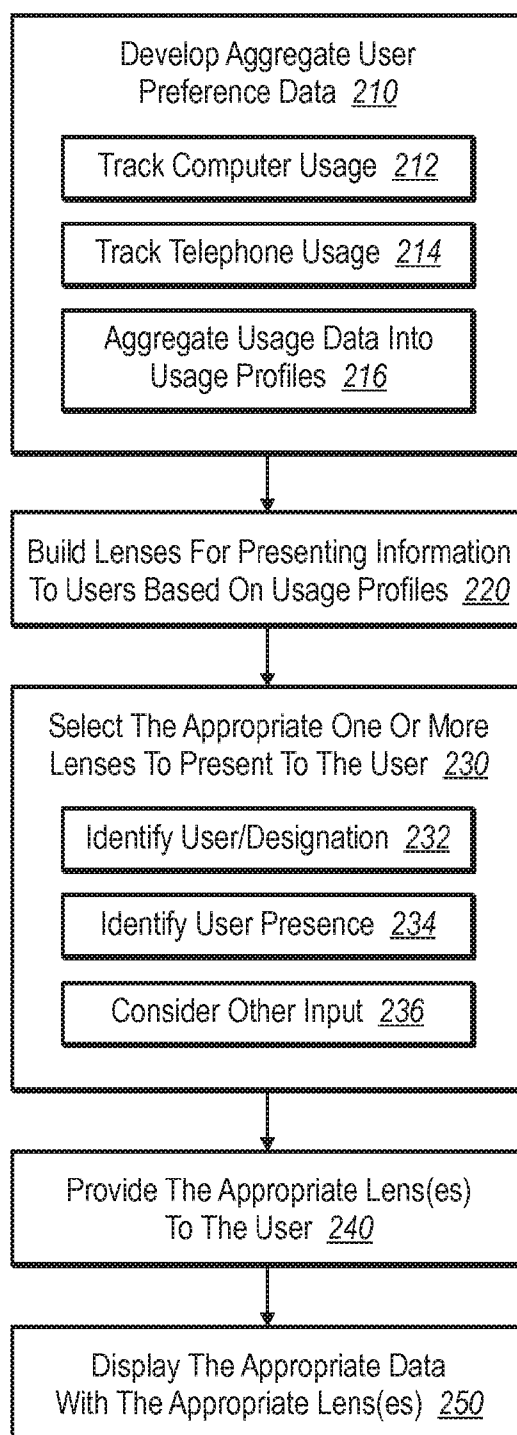 Develop Aggregate User
Preference Data 210
Track Computer Usage 212
Track Telephone Usage 214
Aggregate Usage Data Into
Usage Profiles 216
Build Lenses For Presenting Information
To Users Based On Usage Profiles 220
Select The Appropriate One Or More
Lenses To Present To The User 230
Identify User/Designation 232
Identify User Presence 234
Consider Other Input 236
Provide The Appropriate Lens(es)
To The User 240
Display The Appropriate Data
With The Appropriate Lens(es) 250